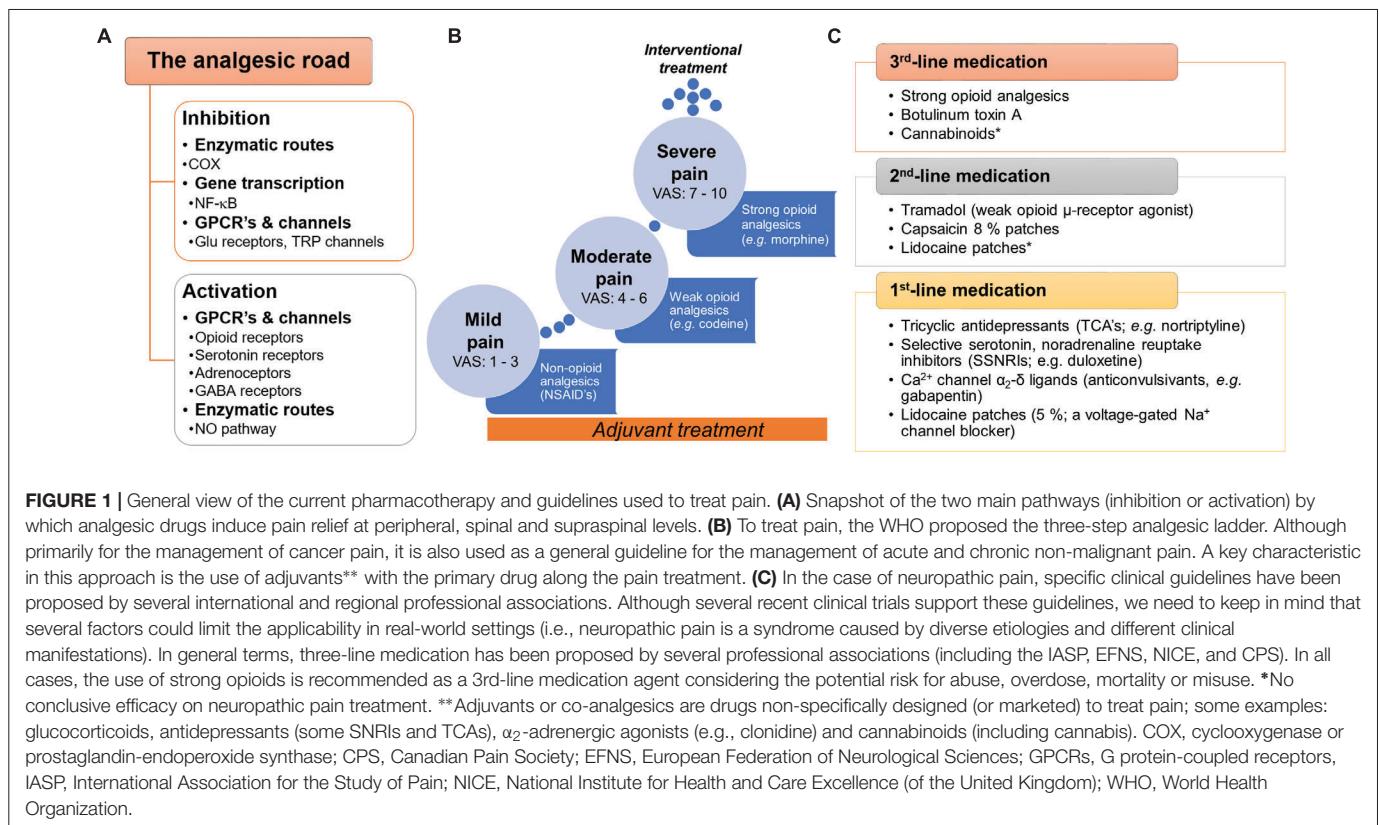 A
The analgesic road
Inhibition
• Enzymatic routes
•COX
• Gene transcription
•NF-κB
• GPCR's & channels
•Glu receptors, TRP channels
Activation
• GPCR's & channels
•Opioid receptors
•Serotonin receptors
•Adrenoceptors
•GABA receptors
• Enzymatic routes
•NO pathway
B
Interventional
treatment
Severe
pain
VAS: 7 - 10
Strong opioid
analgesics
(e.g. morphine)
Moderate
pain
VAS: 4 - 6
Weak opioid
analgesics
(e.g. codeine)
Mild
pain
VAS: 1 - 3
Non-opioid
analgesics
(NSAID's)
Adjuvant treatment
C
3rd-line medication
• Strong opioid analgesics
• Botulinum toxin A
• Cannabinoids*
2nd-line medication
• Tramadol (weak opioid μ-receptor agonist)
• Capsaicin 8 % patches
• Lidocaine patches*
1st-line medication
• Tricyclic antidepressants (TCA's; e.g. nortriptyline)
• Selective serotonin, noradrenaline reuptake
inhibitors (SSNRIs; e.g. duloxetine)
• Ca2+ channel α2-δ ligands (anticonvulsivants, e.g.
gabapentin)
• Lidocaine patches (5 %; a voltage-gated Na+
channel blocker)
FIGURE 1 | General view of the current pharmacotherapy and guidelines used to treat pain. (A) Snapshot of the two main pathways (inhibition or activation) by
which analgesic drugs induce pain relief at peripheral, spinal and supraspinal levels. (B) To treat pain, the WHO proposed the three-step analgesic ladder. Although
primarily for the management of cancer pain, it is also used as a general guideline for the management of acute and chronic non-malignant pain. A key characteristic
in this approach is the use of adjuvants** with the primary drug along the pain treatment. (C) In the case of neuropathic pain, specific clinical guidelines have been
proposed by several international and regional professional associations. Although several recent clinical trials support these guidelines, we need to keep in mind that
several factors could limit the applicability in real-world settings (i.e., neuropathic pain is a syndrome caused by diverse etiologies and different clinical
manifestations). In general terms, three-line medication has been proposed by several professional associations (including the IASP, EFNS, NICE, and CPS). In all
cases, the use of strong opioids is recommended as a 3rd-line medication agent considering the potential risk for abuse, overdose, mortality or misuse. *No
conclusive efficacy on neuropathic pain treatment. **Adjuvants or co-analgesics are drugs non-specifically designed (or marketed) to treat pain; some examples:
glucocorticoids, antidepressants (some SNRIs and TCAs), α2-adrenergic agonists (e.g., clonidine) and cannabinoids (including cannabis). COX, cyclooxygenase or
prostaglandin-endoperoxide synthase; CPS, Canadian Pain Society; EFNS, European Federation of Neurological Sciences; GPCRs, G protein-coupled receptors,
IASP, International Association for the Study of Pain; NICE, National Institute for Health and Care Excellence (of the United Kingdom); WHO, World Health
Organization.